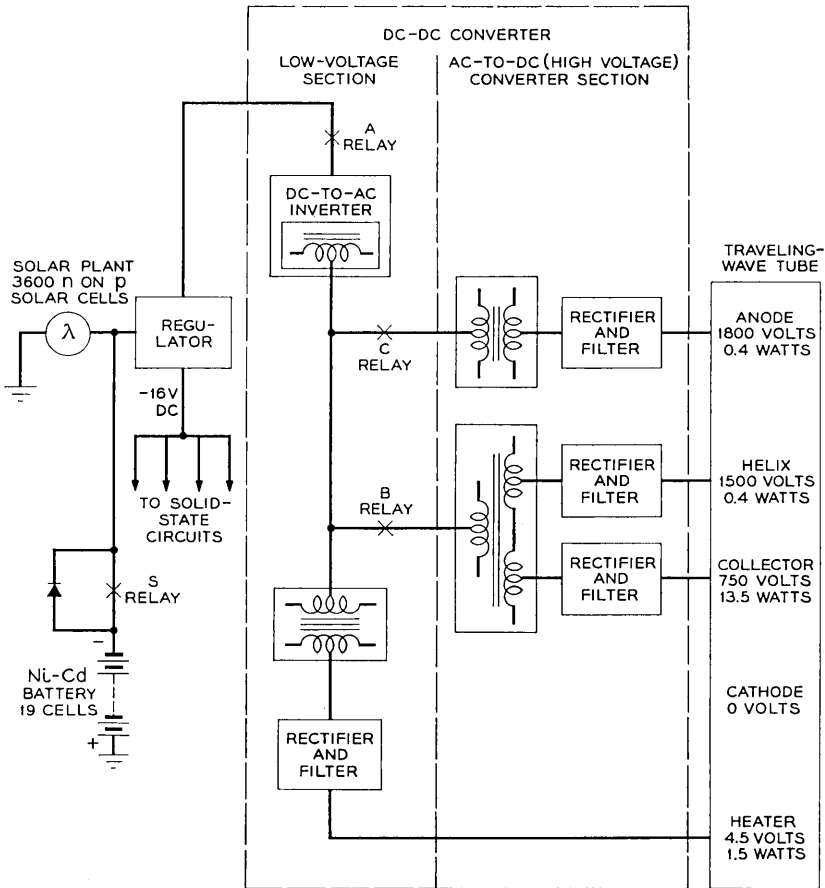 DC-DC CONVERTER
LOW-VOLTAGE
SECTION
AC-TO-DC (HIGH VOLTAGE)
CONVERTER SECTION
A
RELAY
DC-TO-AC
INVERTER
SOLAR PLANT
3600 n ON p
SOLAR CELLS
λ
REGU-
LATOR
-16V
DC
TO SOLID-
STATE
CIRCUITS
S
RELAY
-
Ni-Cd
BATTERY
19 CELLS
+
C
RELAY
B
RELAY
RECTIFIER
AND
FILTER
RECTIFIER
AND
FILTER
RECTIFIER
AND
FILTER
RECTIFIER
AND
FILTER
TRAVELING-
WAVE TUBE
ANODE
1800 VOLTS
0.4 WATTS
HELIX
1500 VOLTS
0.4 WATTS
COLLECTOR
750 VOLTS
13.5 WATTS
CATHODE
0 VOLTS
HEATER
4.5 VOLTS
1.5 WATTS